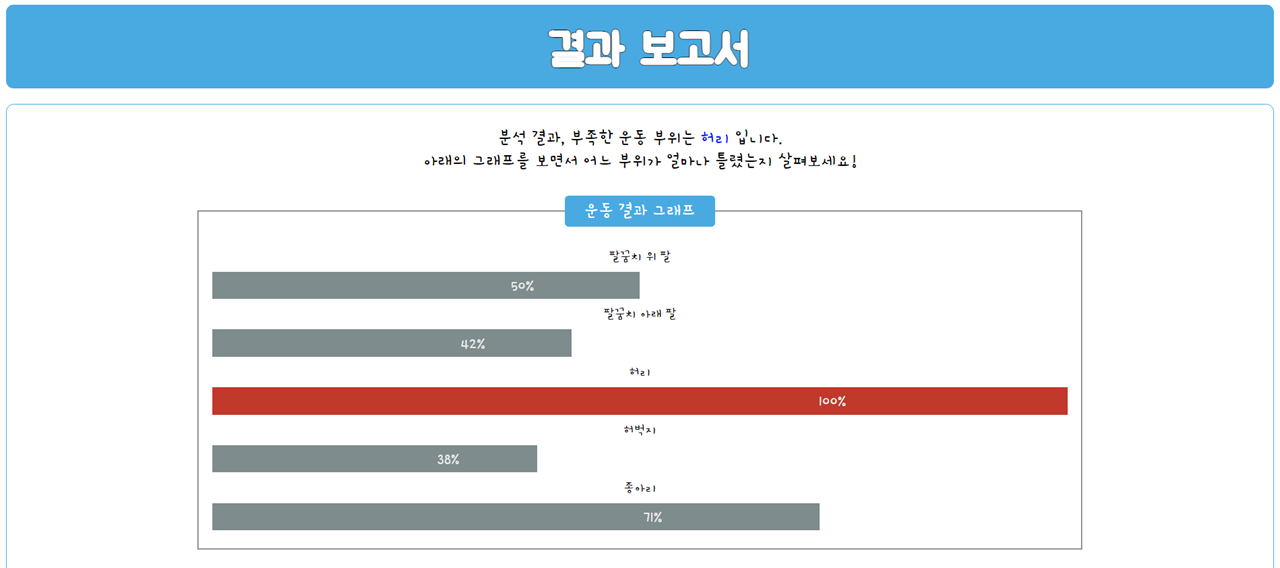 결과 보고서
분석 결과, 부족한 운동 부위는 허리 입니다.
아래의 그래프를 보면서 어느 부위가 얼마나 틀렸는지 살펴보세요!
운동 결과 그래프
팔꿈치 위 팔
50%
팔꿈치 아래 팔
42%
허리
100%
허벅지
38%
종아리
71%